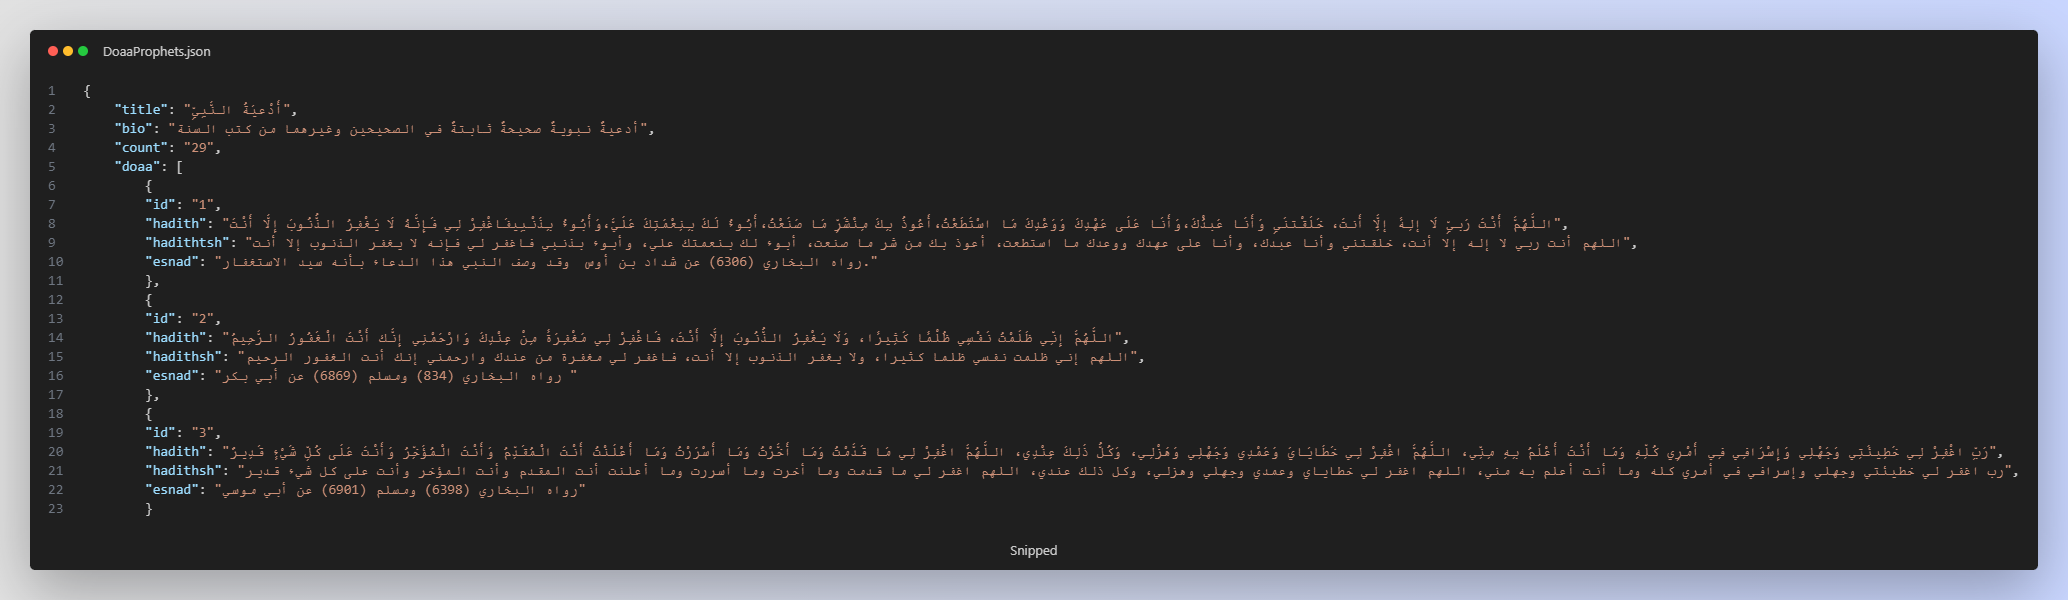 DoaaProphets.json
1 {
2 "title": "أَدْعيَةُ النَّبِيِّ",
3 "bio": "أدعيةٌ نبويةٌ صحيحةٌ ثابتةٌ في الصحيحين وغيرهما من كتب السنة",
4 "count": "29",
5 "doaa": [
6 {
7 "id": "1",
8 "hadith": "اللَّهُمَّ أَنْتَ رَبيِّ لَا إلهَ إلَّا أنتَ، خَلَقْتنَيِ وَأَنَا عَبدُّكَ،وَأَنَا عَلَى عَهْدِكَ وَوَعْدِكَ مَا اسْتَطَعْتُ،أَعُوذُ بِكَ مِنْشَرِّ مَا صَنَعْتُ،أَبُوءُ لَكَ بِنِعْمَتِكَ عَلَيَّ،وَأَبُوءُ بِذَنْبِيفَاغْفِرْ لِي فَإِنَّهُ لَا يَغْفِرُ الذُّنُوبَ إِلَّا أَنْتَ",
9 "hadithtsh": "اللهم أنت ربي لا إله إلا أنت، خلقتني وأنا عبدك، وأنا على عهدك ووعدك ما استطعت، أعوذ بك من شر ما صنعت، أبوء لك بنعمتك علي، وأبوء بذنبي فاغفر لي فإنه لا يغفر الذنوب إلا أنت",
10 "esnad": "رواه البخاري (6306) عن شداد بن أوس وقد وصف النبي هذا الدعاء بأنه سيد الاستغفار."
11 },
12 {
13 "id": "2",
14 "hadith": "اللَّهُمَّ إِنِّي ظَلَمْتُ نَفْسِي ظُلْمًا كَثِيرًا، وَلَا يَغْفِرُ الذُّنُوبَ إِلَّا أَنْتَ، فَاغْفِرْ لِي مَغْفِرَةً مِنْ عِنْدِكَ وَارْحَمْنِي إِنَّك أَنْتَ الْغَفُورُ الرَّحِيمُ",
15 "hadithsh": "اللهم إني ظلمت نفسي ظلما كثيرا، ولا يغفر الذنوب إلا أنت، فاغفر لي مغفرة من عندك وارحمني إنك أنت الغفور الرحيم",
16 "esnad": "رواه البخاري (834) ومسلم (6869) عن أبي بكر "
17 },
18 {
19 "id": "3",
20 "hadith": "رَبِّ اغْفِرْ لِي خَطِيئَتِي وَجَهْلِي وَإِسْرَافِي فِي أَمْرِي كُلِّهِ وَمَا أَنْتَ أَعْلَمُ بِهِ مِنِّي، اللَّهُمَّ اغْفِرْ لِي خَطَايَايَ وَعَمْدِي وَجَهْلِي وَهَزْلِي، وَكُلُّ ذَلِكَ عِنْدِي، اللَّهُمَّ اغْفِرْ لِي مَا قَدَّمْتُ وَمَا أَخَّرْتُ وَمَا أَسْرَرْتُ وَمَا أَعْلَنْتُ أَنْتَ الْمُقَدِّمُ وَأَنْتَ الْمُؤَخِّرُ وَأَنْتَ عَلَى كُلِّ شَيْءٍ قَدِيرٌ",
21 "hadithsh": "رب اغفر لي خطيئتي وجهلي وإسرافي في أمري كله وما أنت أعلم به مني، اللهم اغفر لي خطاياي وعمدي وجهلي وهزلي، وكل ذلك عندي، اللهم اغفر لي ما قدمت وما أخرت وما أسررت وما أعلنت أنت المقدم وأنت المؤخر وأنت على كل شيء قدير",
22 "esnad": "رواه البخاري (6398) ومسلم (6901) عن أبي موسي"
23 }
Snipped